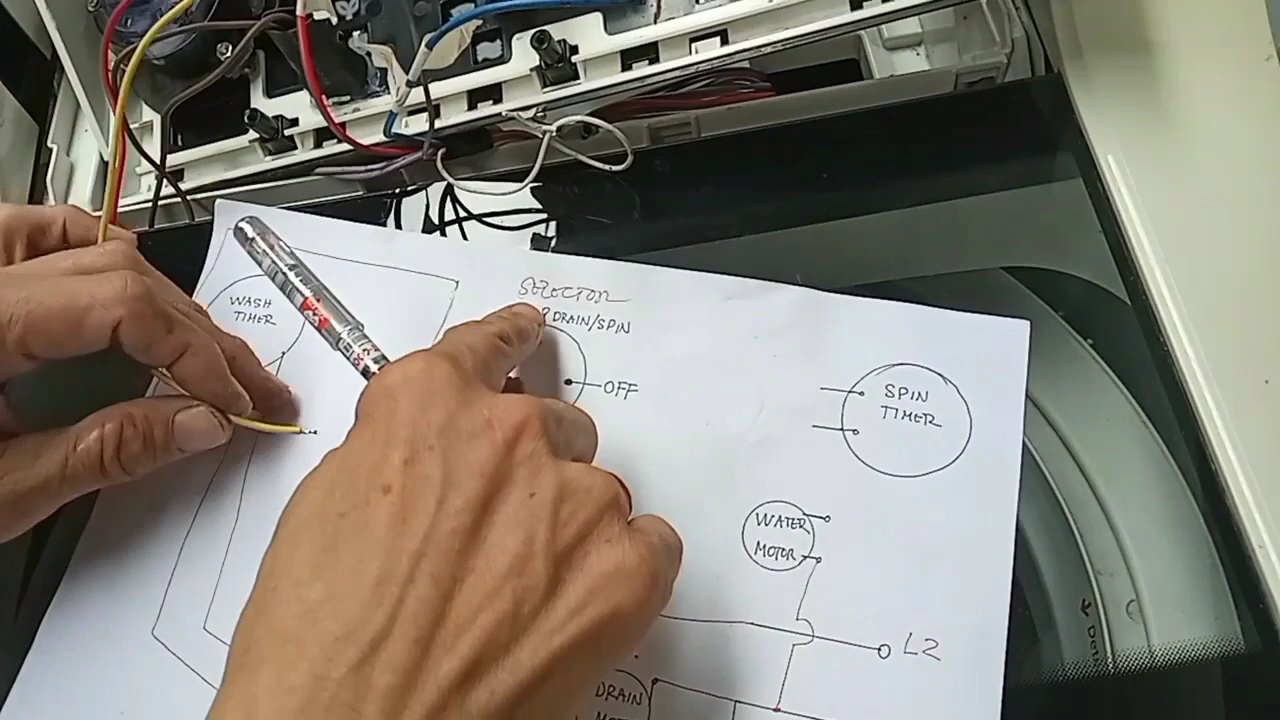 SELECTOR
DRAIN/SPIN
WASH
TIMER
OFF
SPIN
TIMER
WATER
MOTOR
L2
DRAIN